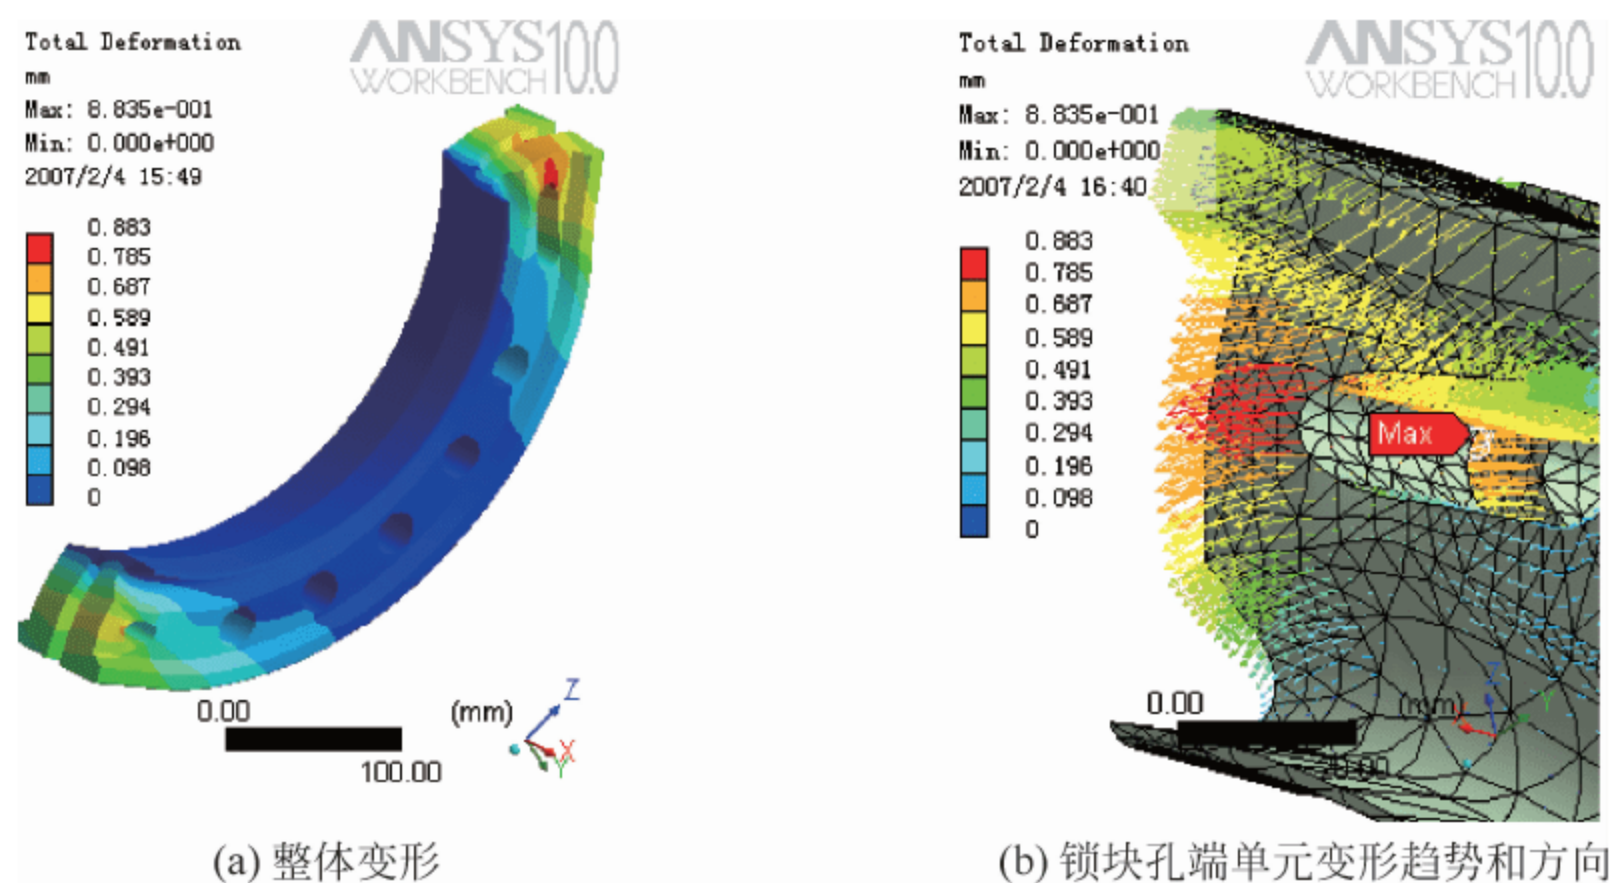 Total Deformation
mm
Max: 8.835e-001
Min: 0.000e+000
2007/2/4 15:49
ANSYS 10.0
WORKBENCH
0.883
0.785
0.687
0.589
0.491
0.393
0.294
0.196
0.098
0
0.00
(mm)
100.00
Z
X
Y
(a) 整体变形
Total Deformation
mm
Max: 8.835e-001
Min: 0.000e+000
2007/2/4 16:40
ANSYS 10.0
WORKBENCH
0.883
0.785
0.687
0.589
0.491
0.393
0.294
0.196
0.098
0
Max
0.00
(mm)
Z
Y
(b) 锁块孔端单元变形趋势和方向